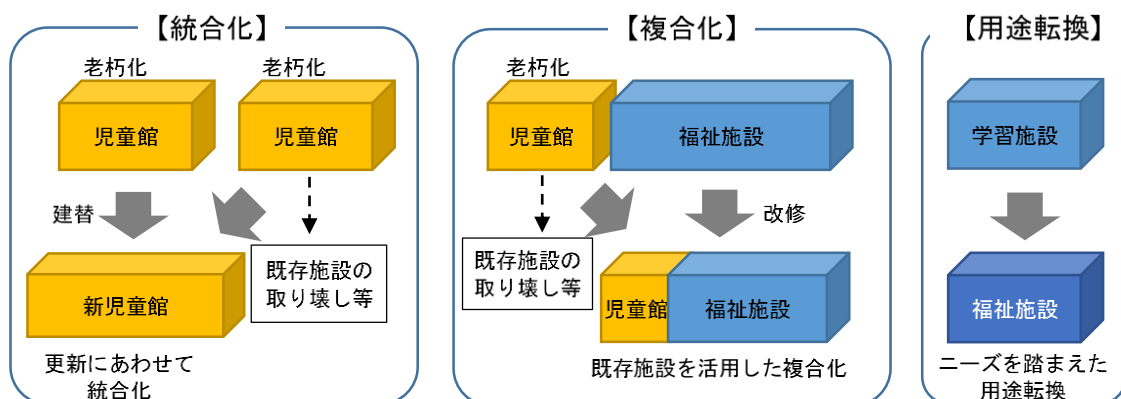 【統合化】
老朽化
老朽化
児童館
児童館
建替
既存施設の
取り壊し等
新児童館
更新にあわせて
統合化
【複合化】
老朽化
児童館
福祉施設
改修
既存施設の
取り壊し等
児童館
福祉施設
既存施設を活用した複合化
【用途転換】
学習施設
福祉施設
ニーズを踏まえた
用途転換